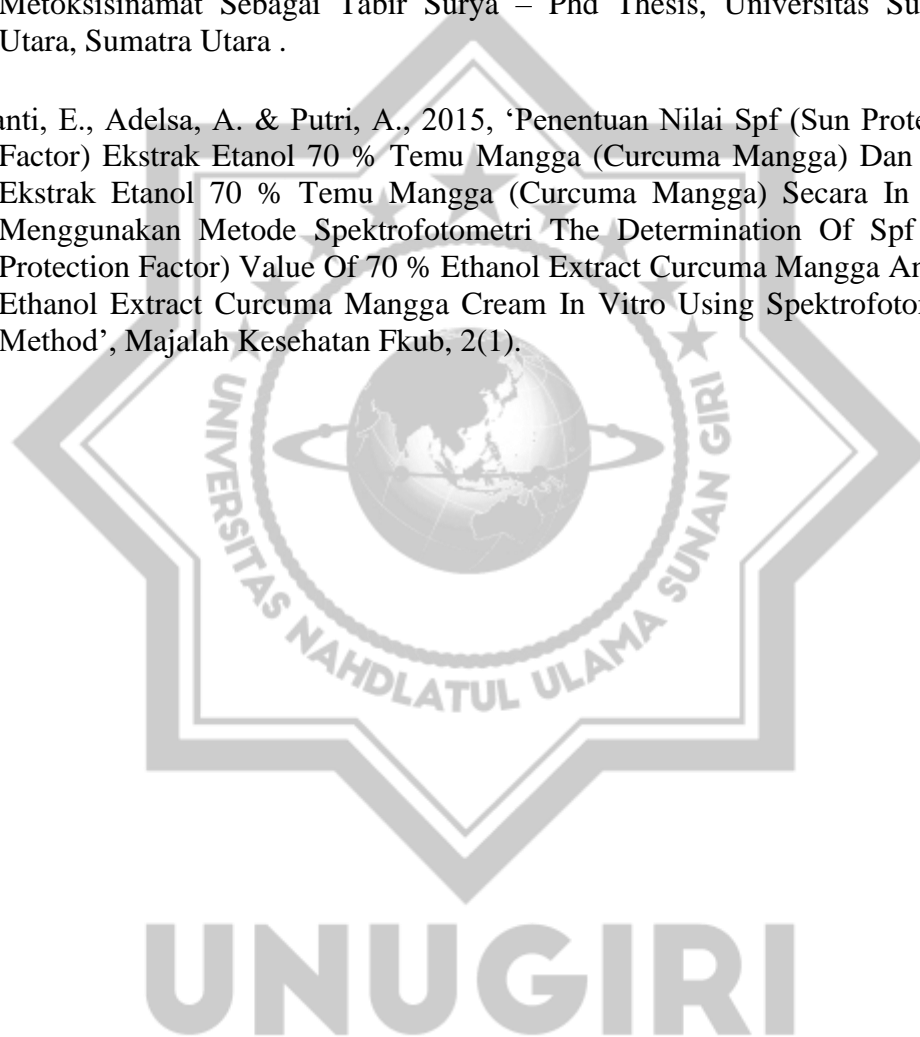 Metoksisinamat Sebagai Tabir Surya – Phd Thesis, Universitas Su
Utara, Sumatra Utara .
anti, E., Adelsa, A. & Putri, A., 2015, ‘Penentuan Nilai Spf (Sun Prote
Factor) Ekstrak Etanol 70 % Temu Mangga (Curcuma Mangga) Dan
Ekstrak Etanol 70 % Temu Mangga (Curcuma Mangga) Secara In
Menggunakan Metode Spektrofotometri The Determination Of Spf
Protection Factor) Value Of 70 % Ethanol Extract Curcuma Mangga An
Ethanol Extract Curcuma Mangga Cream In Vitro Using Spektrofoto
Method’, Majalah Kesehatan Fkub, 2(1).
UNIVERSITAS NAHDLATUL ULAMA SUNAN GIRI
UNUGIRI